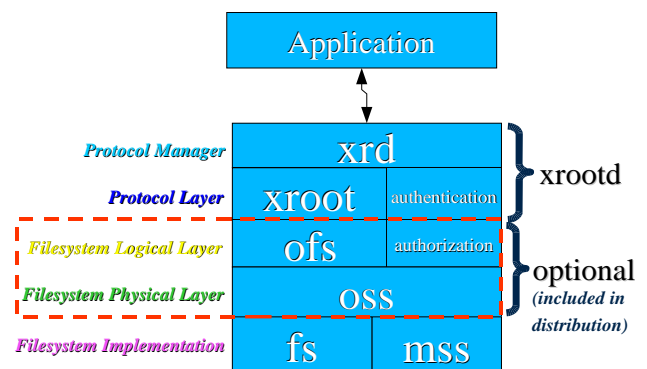 Application
Protocol Manager
xrd
Protocol Layer
xroot
authentication
xrootd
Filesystem Logical Layer
ofs
authorization
Filesystem Physical Layer
oss
optional
(included in
distribution)
Filesystem Implementation
fs
mss